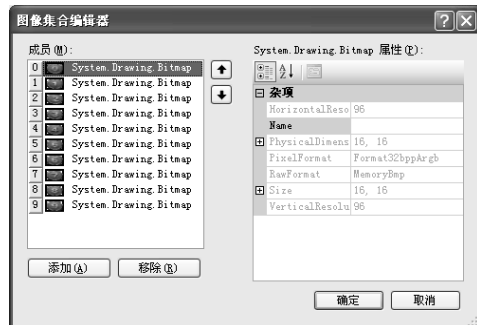 图像集合编辑器
成员(M):
0 System.Drawing.Bitmap
1 System.Drawing.Bitmap
2 System.Drawing.Bitmap
3 System.Drawing.Bitmap
4 System.Drawing.Bitmap
5 System.Drawing.Bitmap
6 System.Drawing.Bitmap
7 System.Drawing.Bitmap
8 System.Drawing.Bitmap
9 System.Drawing.Bitmap
添加(A) 移除(R)
System.Drawing.Bitmap 属性(P):
杂项
HorizontalReso 96
Name
PhysicalDimens 16, 16
PixelFormat Format32bppArgb
RawFormat MemoryBmp
Size 16, 16
VerticalResolu 96
确定 取消